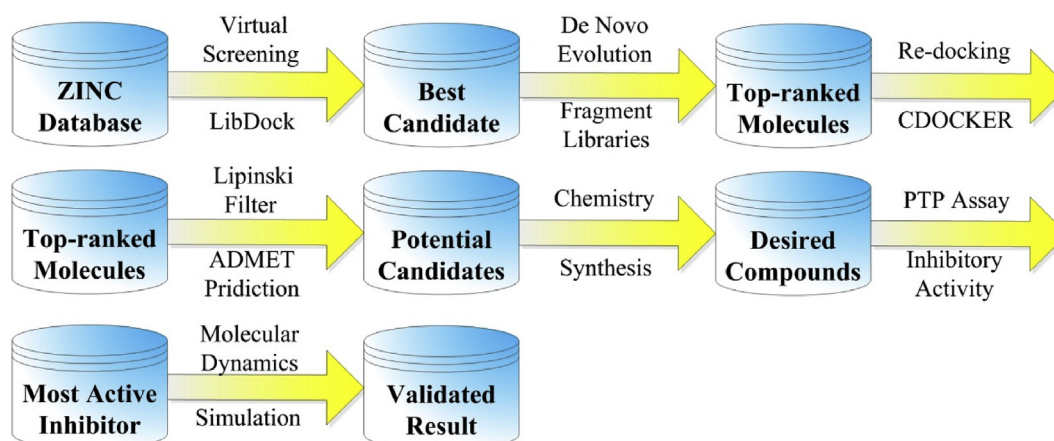 Virtual
Screening
ZINC
Database
LibDock
Best
Candidate
De Novo
Evolution
Fragment
Libraries
Top-ranked
Molecules
Re-docking
CDOCKER
Top-ranked
Molecules
Lipinski
Filter
ADMET
Pridiction
Potential
Candidates
Chemistry
Synthesis
Desired
Compounds
PTP Assay
Inhibitory
Activity
Most Active
Inhibitor
Molecular
Dynamics
Simulation
Validated
Result